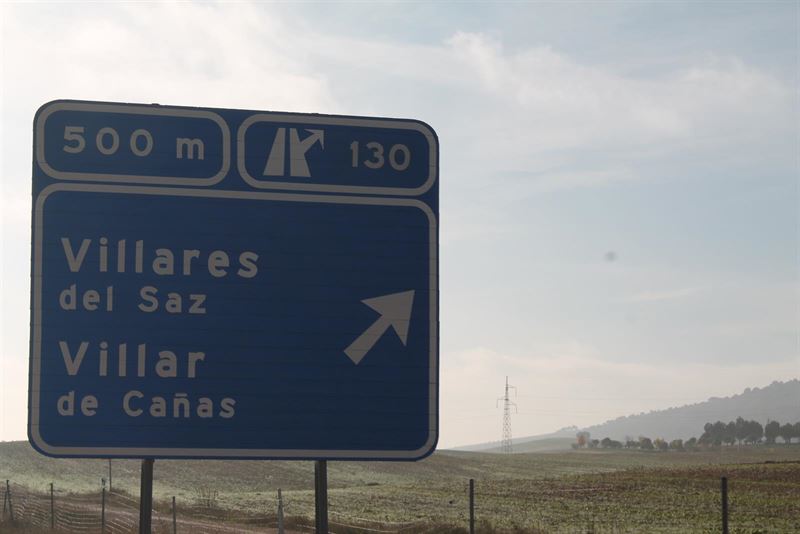 500 m 130
Villares
del Saz
Villar
de Cañas